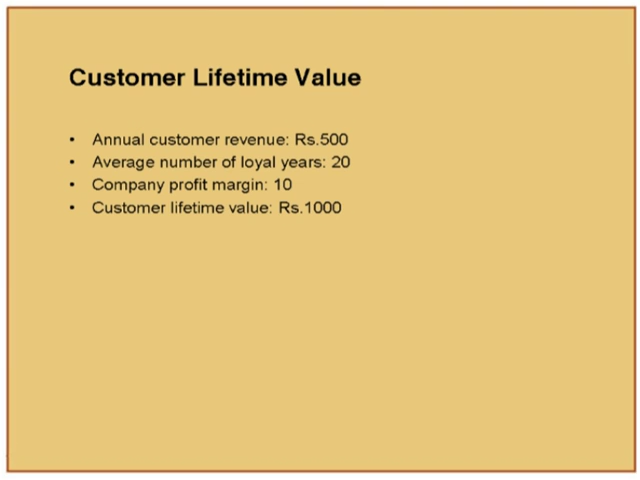 Customer Lifetime Value
• Annual customer revenue: Rs.500
• Average number of loyal years: 20
• Company profit margin: 10
• Customer lifetime value: Rs.1000